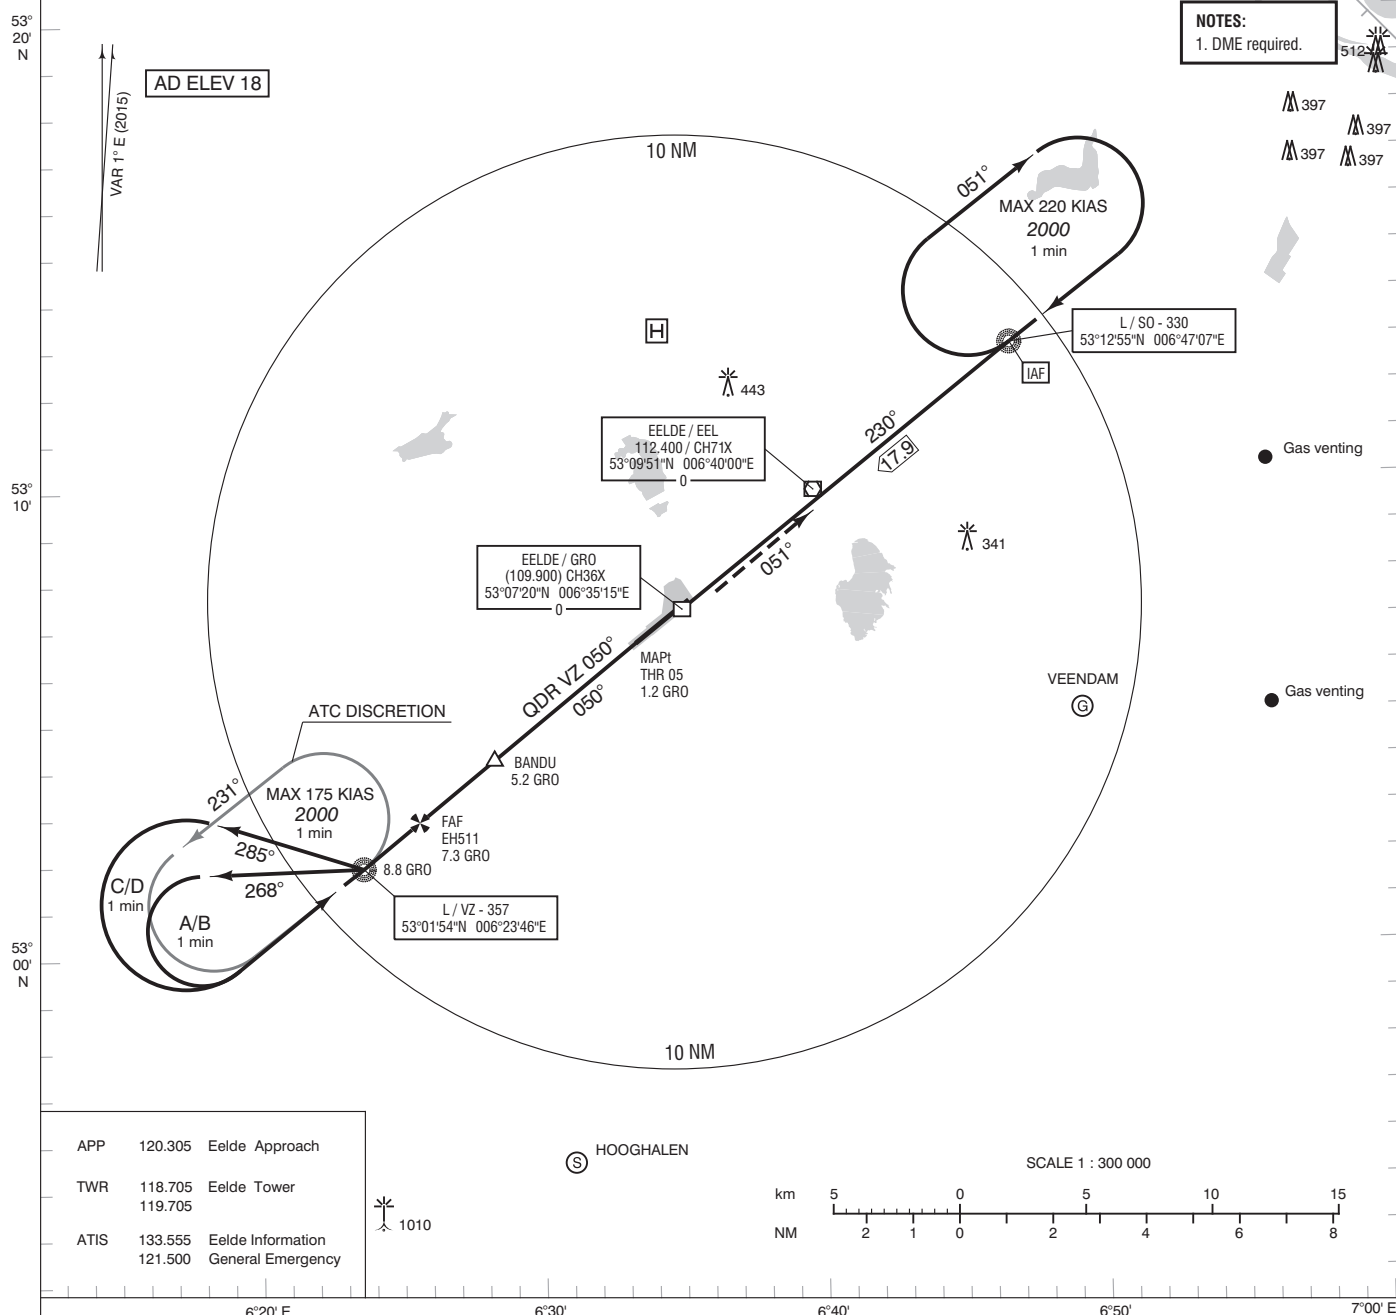 53°
20'
N
NOTES:
1. DME required.
512
AD ELEV 18
VAR 1° E (2015)
397
397
397
397
10 NM
051°
MAX 220 KIAS
2000
1 min
L / SO - 330
53°12'55"N 006°47'07"E
H
IAF
443
EELDE / EEL
112.400 / CH71X
53°09'51"N 006°40'00"E
0
230°
17.9
Gas venting
53°
10'
341
EELDE / GRO
(109.900) CH36X
53°07'20"N 006°35'15"E
0
051°
MAPt
THR 05
1.2 GRO
QDR VZ 050°
050°
VEENDAM
G
Gas venting
ATC DISCRETION
BANDU
5.2 GRO
231°
MAX 175 KIAS
2000
1 min
FAF
EH511
7.3 GRO
285°
8.8 GRO
268°
C/D
1 min
A/B
1 min
L / VZ - 357
53°01'54"N 006°23'46"E
53°
00'
N
10 NM
APP 120.305 Eelde Approach
TWR 118.705 Eelde Tower
119.705
ATIS 133.555 Eelde Information
121.500 General Emergency
1010
S
HOOGHALEN
SCALE 1 : 300 000
km 5 0 5 10 15
NM 2 1 0 2 4 6 8
6°20' E 6°30' 6°40' 6°50' 7°00' E